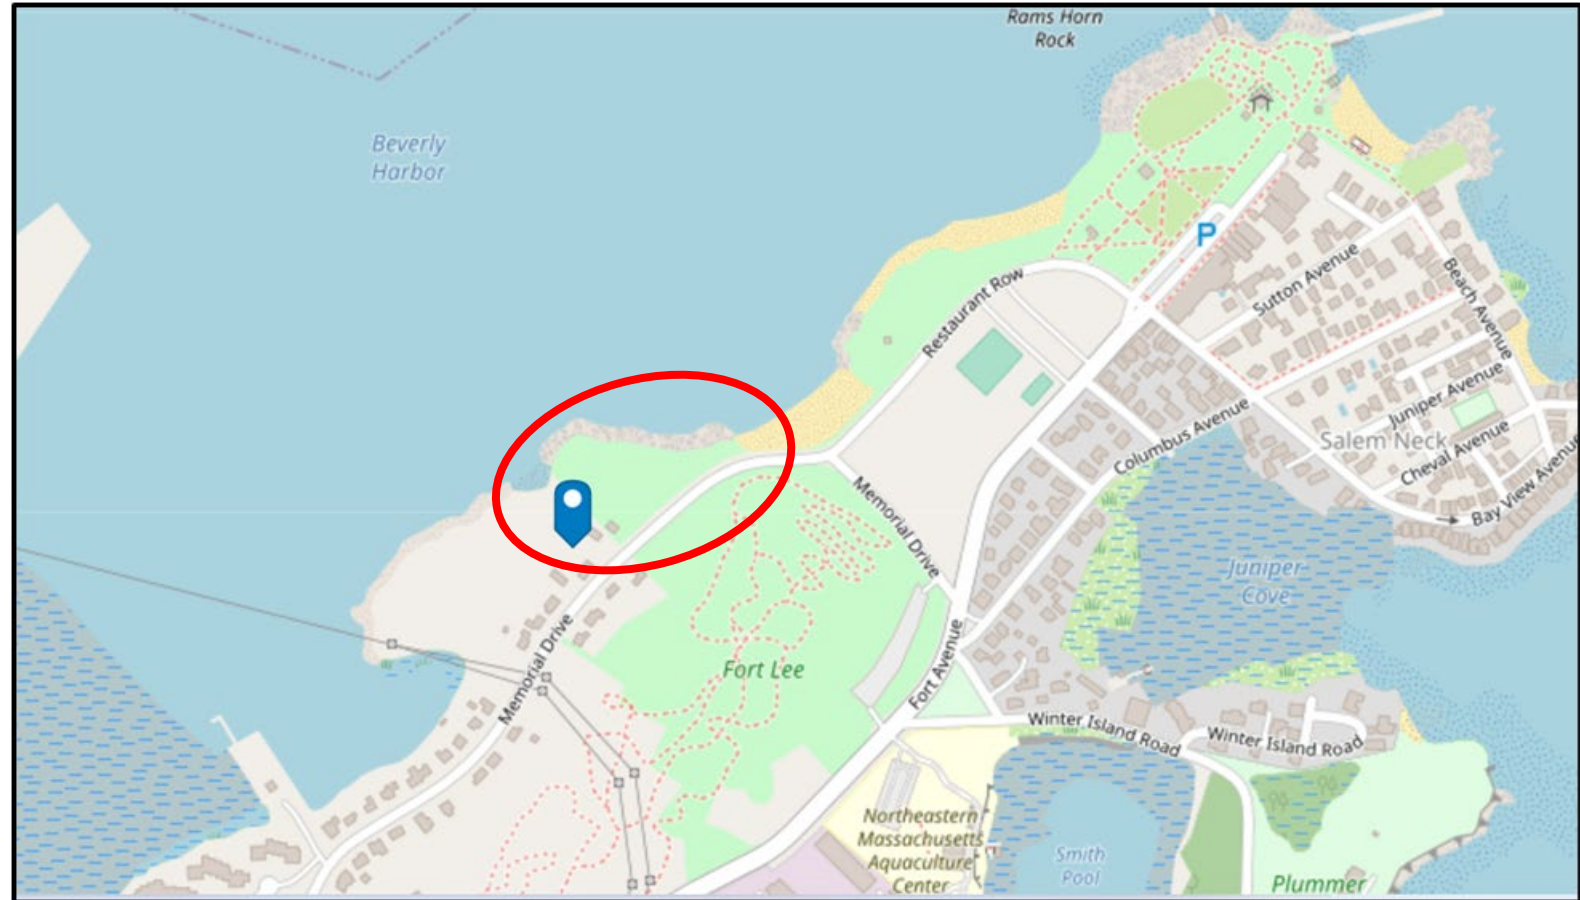 Rams Horn
Rock
Beverly
Harbor
P
Restaurant Row
Sutton Avenue
Beach Avenue
Juniper Avenue
Columbus Avenue
Salem Neck
Cheval Avenue
Bay View Avenue
Memorial Drive
Juniper
Cove
Memorial Drive
Fort Lee
Fort Avenue
Winter Island Road
Winter Island Road
Northeastern
Massachusetts
Aquaculture
Center
Smith
Pool
Plummer